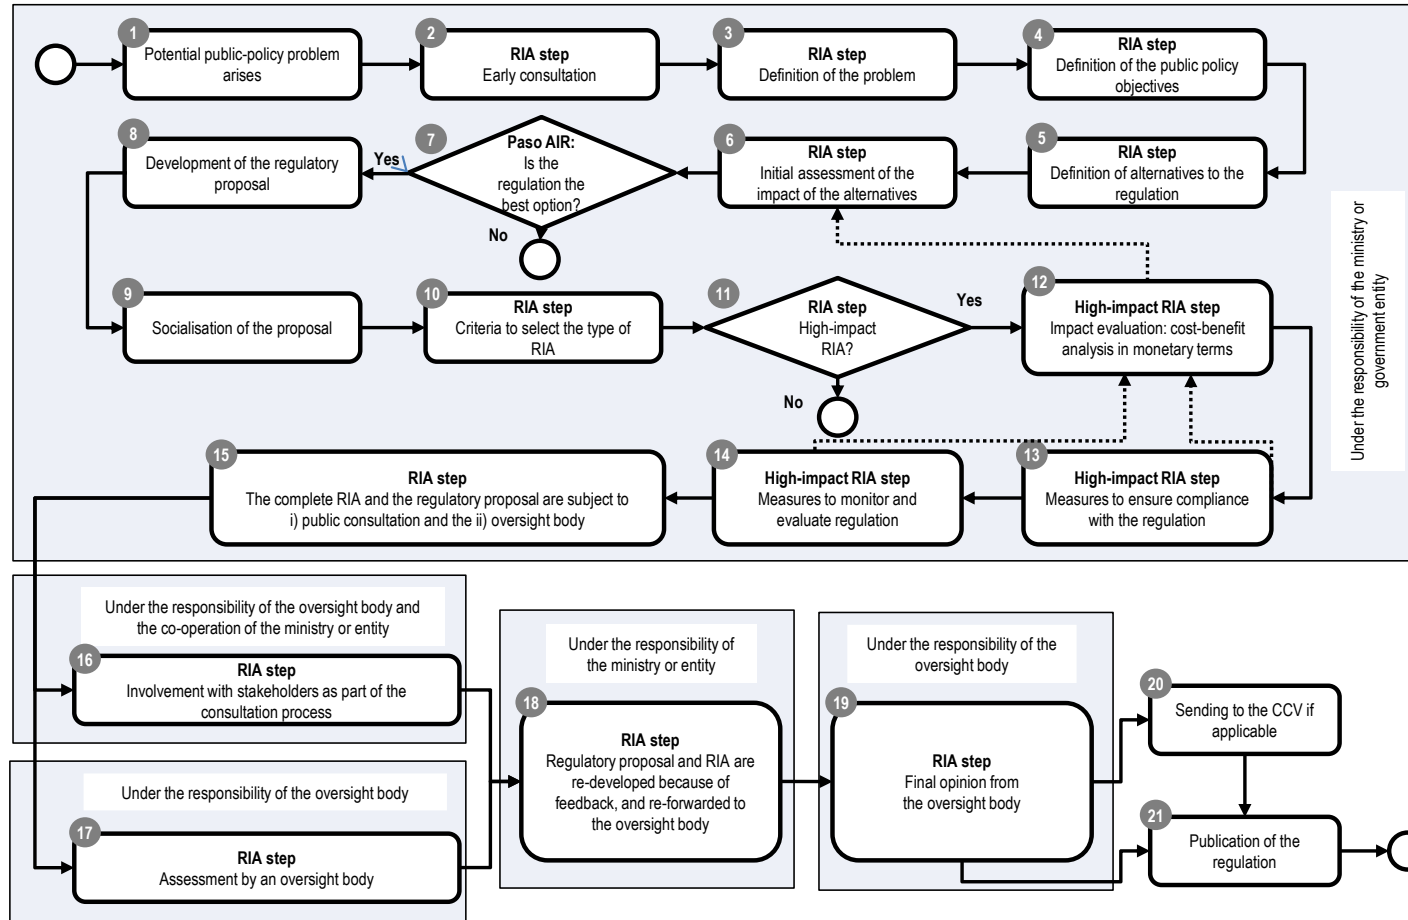 1
Potential public-policy problem
arises
2
RIA step
Early consultation
3
RIA step
Definition of the problem
4
RIA step
Definition of the public policy
objectives
8
Development of the regulatory
proposal
Yes
7
Paso AIR:
Is the
regulation the
best option?
No
6
RIA step
Initial assessment of the
impact of the alternatives
5
RIA step
Definition of alternatives to the
regulation
Under the responsibility of the ministry or
government entity
9
Socialisation of the proposal
10
RIA step
Criteria to select the type of
RIA
11
RIA step
High-impact
RIA?
Yes
No
12
High-impact RIA step
Impact evaluation: cost-benefit
analysis in monetary terms
15
RIA step
The complete RIA and the regulatory proposal are subject to
i) public consultation and the ii) oversight body
14
High-impact RIA step
Measures to monitor and
evaluate regulation
13
High-impact RIA step
Measures to ensure compliance
with the regulation
Under the responsibility of the oversight body and
the co-operation of the ministry or entity
16
RIA step
Involvement with stakeholders as part of the
consultation process
Under the responsibility of the oversight body
17
RIA step
Assessment by an oversight body
Under the responsibility of
the ministry or entity
18
RIA step
Regulatory proposal and RIA are
re-developed because of
feedback, and re-forwarded to
the oversight body
Under the responsibility of the
oversight body
19
RIA step
Final opinion from
the oversight body
20
Sending to the CCV if
applicable
21
Publication of the
regulation